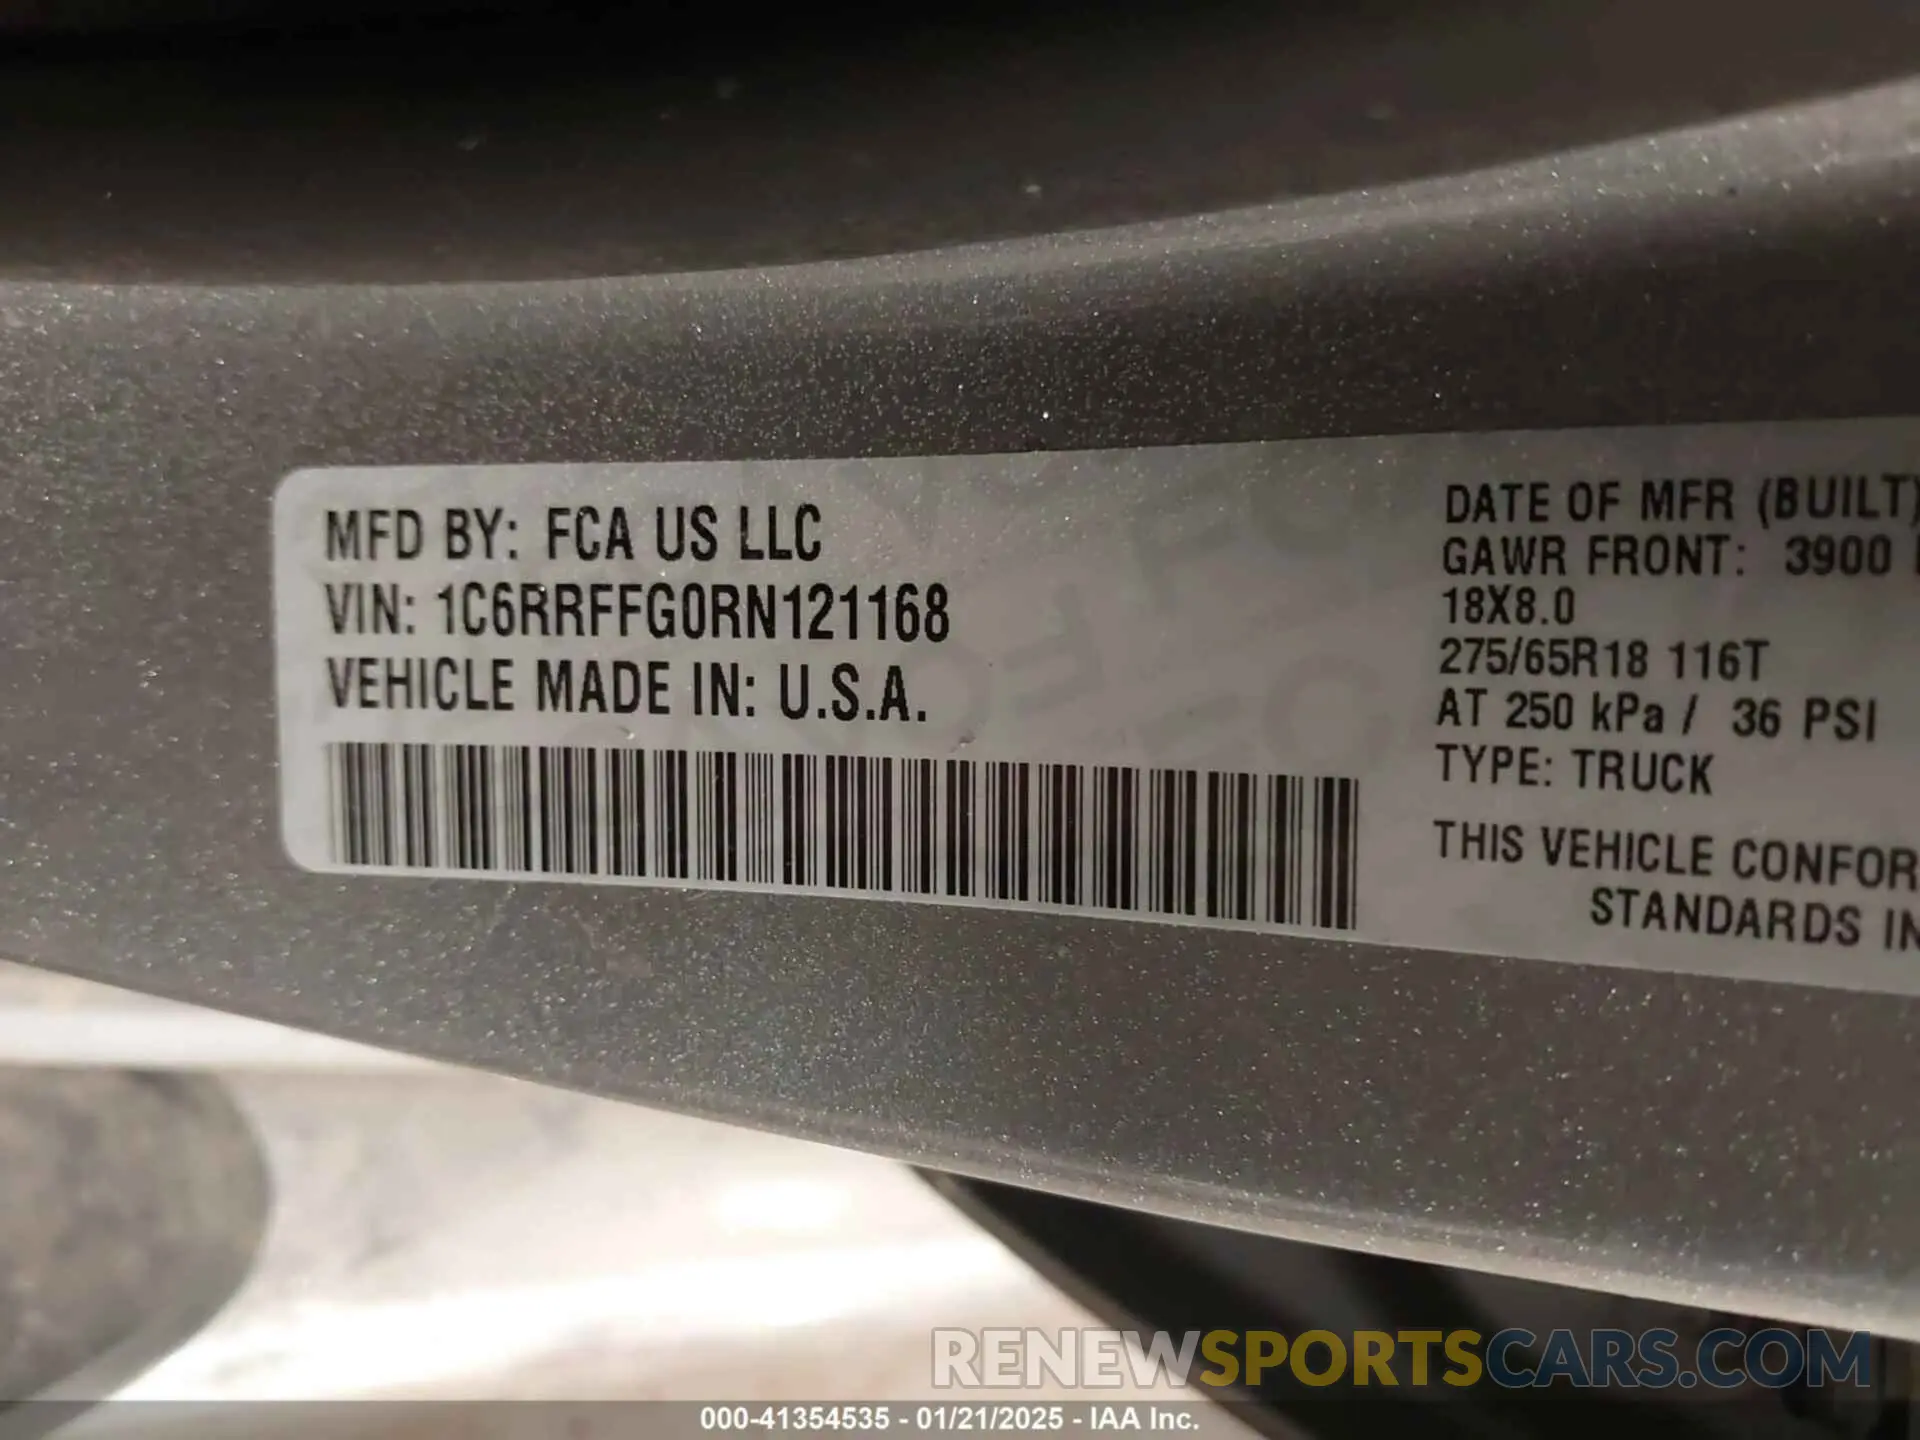 MFD BY: FCA US LLC
VIN: 1C6RRFFG0RN121168
VEHICLE MADE IN: U.S.A.
DATE OF MFR (BUILT)
GAWR FRONT: 3900
18X8.0
275/65R18 116T
AT 250 kPa / 36 PSI
TYPE: TRUCK
THIS VEHICLE CONFOR
STANDARDS IN
RENEWSPORTSCARS.COM
000-41354535 - 01/21/2025 - IAA Inc.